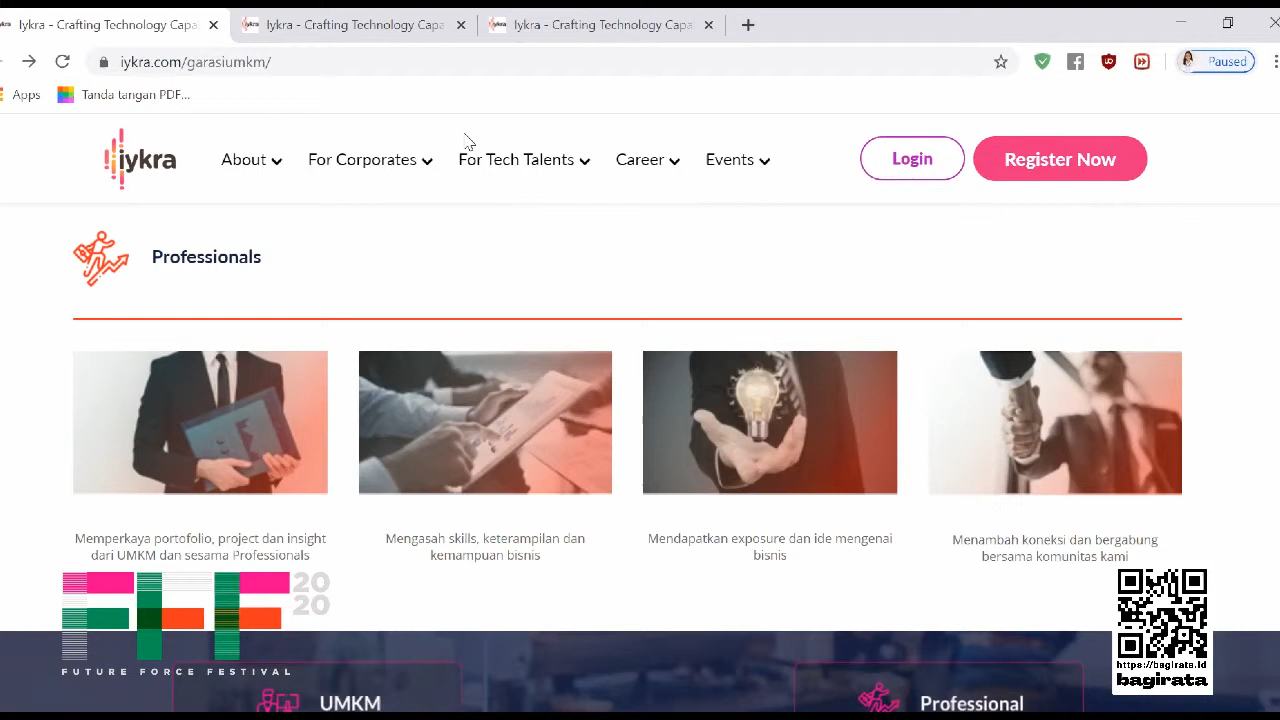 Iykra - Crafting Technology Capa
Iykra - Crafting Technology Capa
Iykra - Crafting Technology Capa
iykra.com/garasiumkm/
Paused
Apps
Tanda tangan PDF...
iykra
About
For Corporates
For Tech Talents
Career
Events
Login
Register Now
Professionals
Memperkaya portofolio, project dan insight
dari UMKM dan sesama Professionals
Mengasah skills, keterampilan dan
kemampuan bisnis
Mendapatkan exposure dan ide mengenai
bisnis
Menambah koneksi dan bergabung
bersama komunitas kami
FFF
20
20
FUTURE FORCE FESTIVAL
https://bagirata.id
bagirata
UMKM
Professional